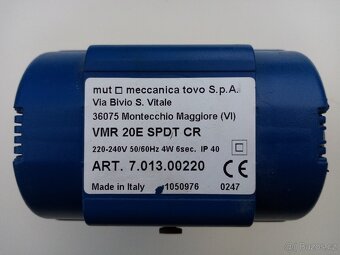 mut meccanica tovo S.p.A.
Via Bivio S. Vitale
36075 Montecchio Maggiore (VI)
VMR 20E SPDT CR
220-240V 50/60Hz 4W 6sec. IP 40
ART. 7.013.00220
Made in Italy 1050976 0247